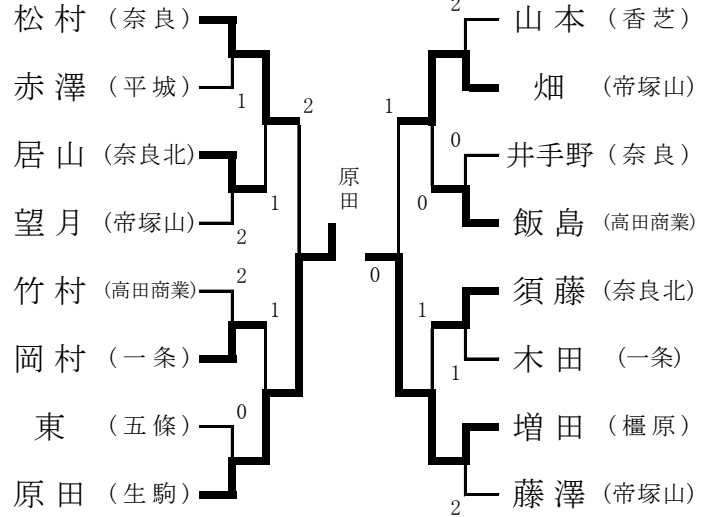 松村 (奈良)
赤澤 (平城)
1
居山 (奈良北)
望月 (帝塚山)
2
1
2
竹村 (高田商業)
2
岡村 (一条)
1
東 (五條)
0
原田 (生駒)
原田
2
山本 (香芝)
畑 (帝塚山)
1
0
井手野 (奈良)
飯島 (高田商業)
0
0
須藤 (奈良北)
1
木田 (一条)
1
増田 (橿原)
藤澤 (帝塚山)
2